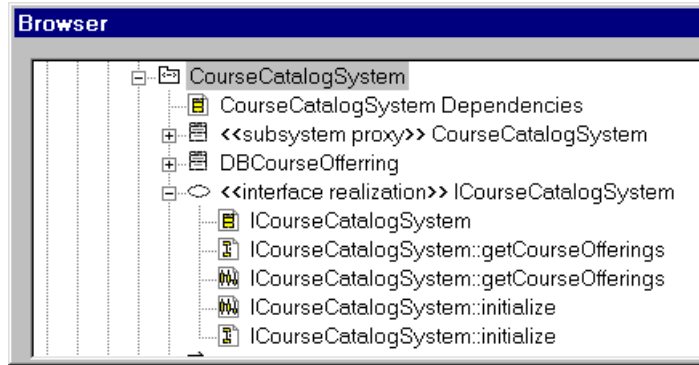 Browser
CourseCatalogSystem
CourseCatalogSystem Dependencies
<<subsystem proxy>> CourseCatalogSystem
DBCourseOfferring
<<interface realization>> ICourseCatalogSystem
ICourseCatalogSystem
ICourseCatalogSystem::getCourseOfferings
ICourseCatalogSystem::getCourseOfferings
ICourseCatalogSystem::initialize
ICourseCatalogSystem::initialize